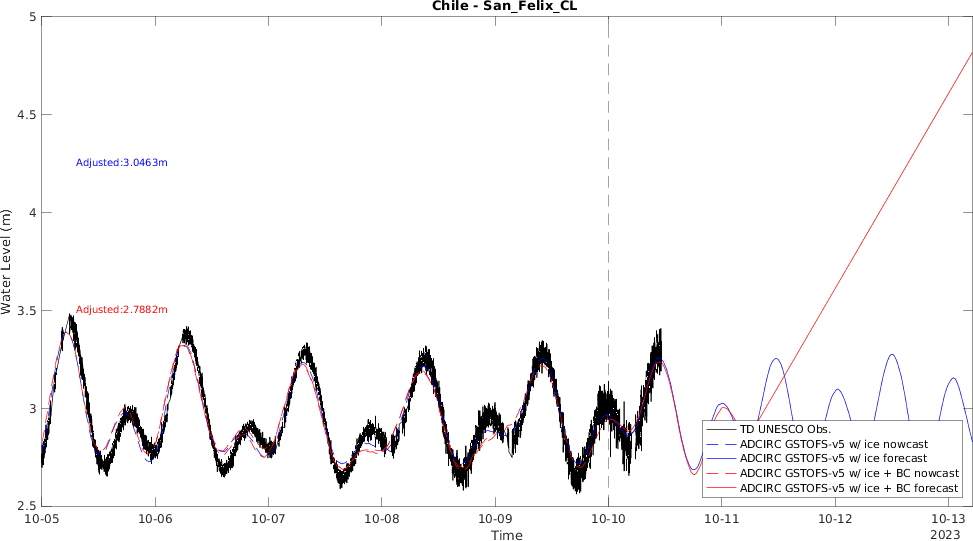 Chile - San_Felix_CL
Water Level (m)
5
4.5
4
3.5
3
2.5
Adjusted:3.0463m
Adjusted:2.7882m
TD UNESCO Obs.
ADCIRC GSTOFS-v5 w/ ice nowcast
ADCIRC GSTOFS-v5 w/ ice forecast
ADCIRC GSTOFS-v5 w/ ice + BC nowcast
ADCIRC GSTOFS-v5 w/ ice + BC forecast
10-05 10-06 10-07 10-08 10-09 10-10 10-11 10-12 10-13
2023
Time